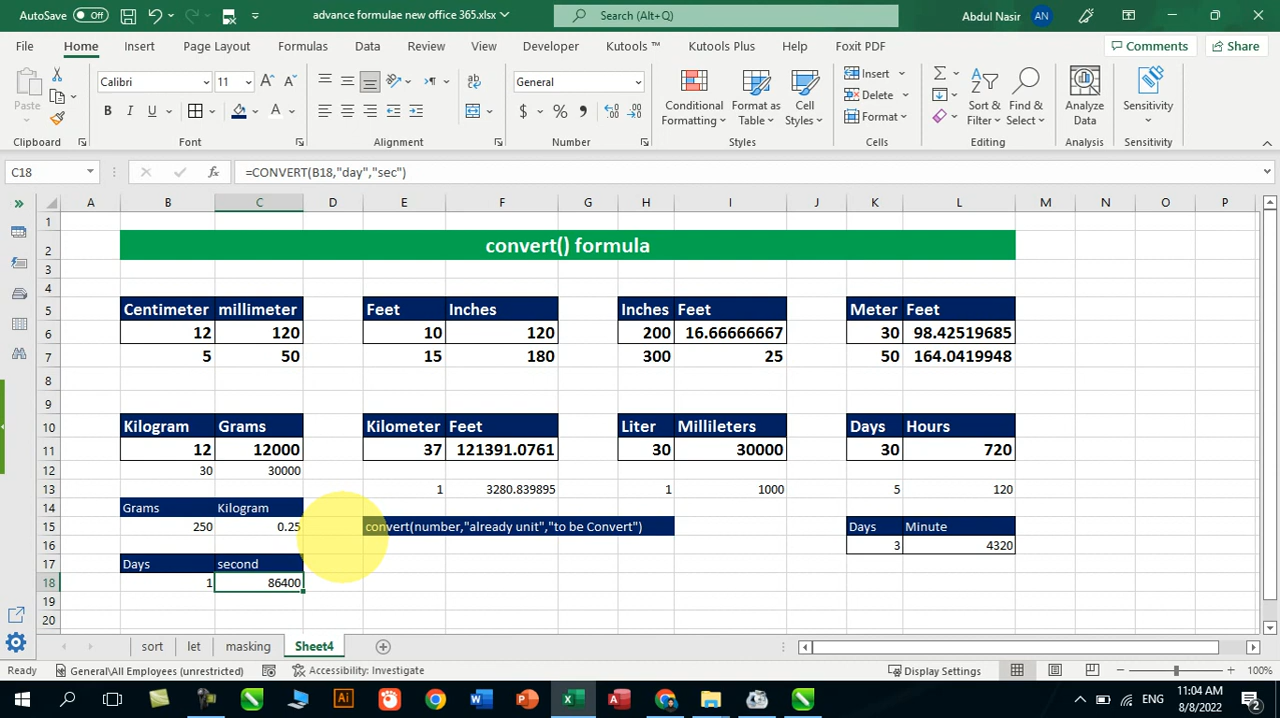 AutoSave Off advance formulae new office 365.xlsx Search (Alt+Q) Abdul Nasir AN
File Home Insert Page Layout Formulas Data Review View Developer Kutools ™ Kutools Plus Help Foxit PDF Comments Share
Paste Calibri 11 General Conditional Formatting Format as Table Cell Styles Insert Delete Format Sort & Filter Find & Select Analyze Data Sensitivity
Clipboard Font Alignment Number Styles Cells Editing Analysis Sensitivity
C18 fx =CONVERT(B18,"day","sec")
A B C D E F G H I J K L M N O P
1
2 convert() formula
3
4
5 Centimeter millimeter Feet Inches Inches Feet Meter Feet
6 12 120 10 120 200 16.66666667 30 98.42519685
7 5 50 15 180 300 25 50 164.0419948
8
9
10 Kilogram Grams Kilometer Feet Liter Millileters Days Hours
11 12 12000 37 121391.0761 30 30000 30 720
12 30 30000
13 1 3280.839895 1 1000 5 120
14 Grams Kilogram
15 250 0.25 convert(number,"already unit","to be Convert") Days Minute
16 3 4320
17 Days second
18 1 86400
19
20
sort let masking Sheet4
Ready General\All Employees (unrestricted) Accessibility: Investigate Display Settings 100%
ENG 11:04 AM
8/8/2022 2